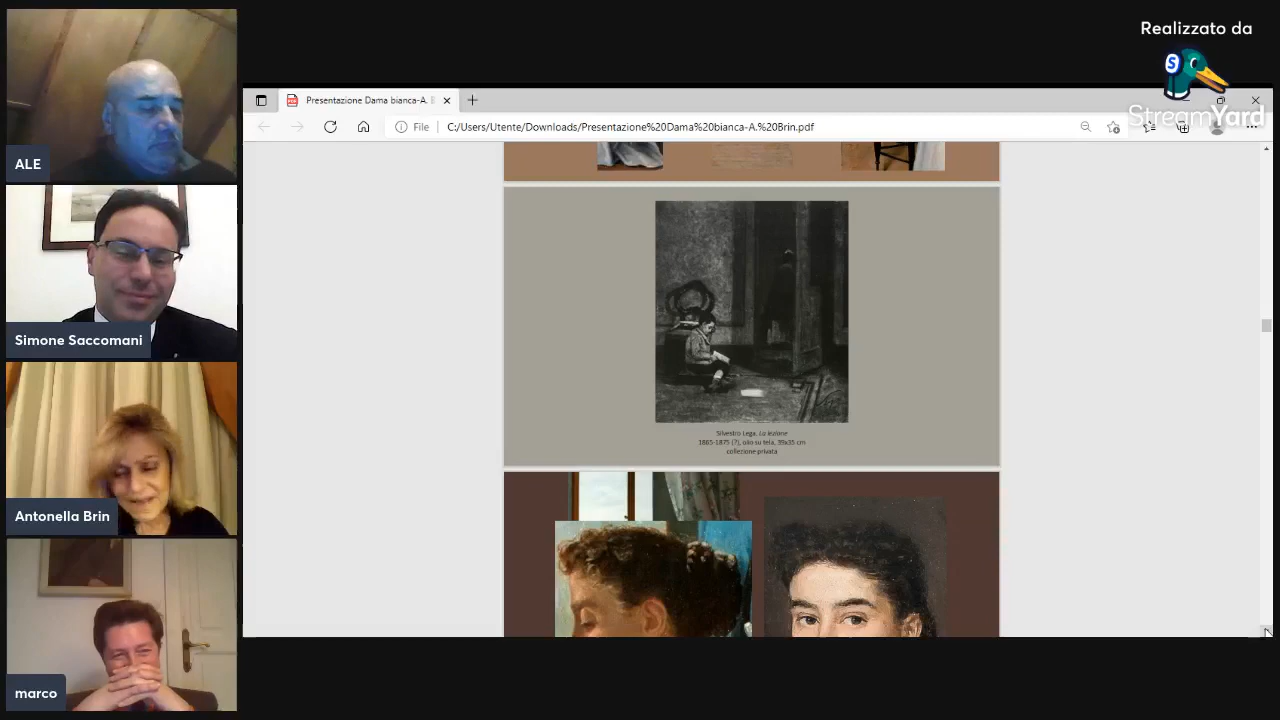 Realizzato da
S
StreamYard
ALE
Simone Saccomani
Antonella Brin
marco
Presentazione Dama bianca-A.
File
C:/Users/Utente/Downloads/Presentazione%20Dama%20bianca-A.%20Brin.pdf
Silvestro Lega, La lezione
1865-1875 (?), olio su tela, 39x35 cm
collezione privata